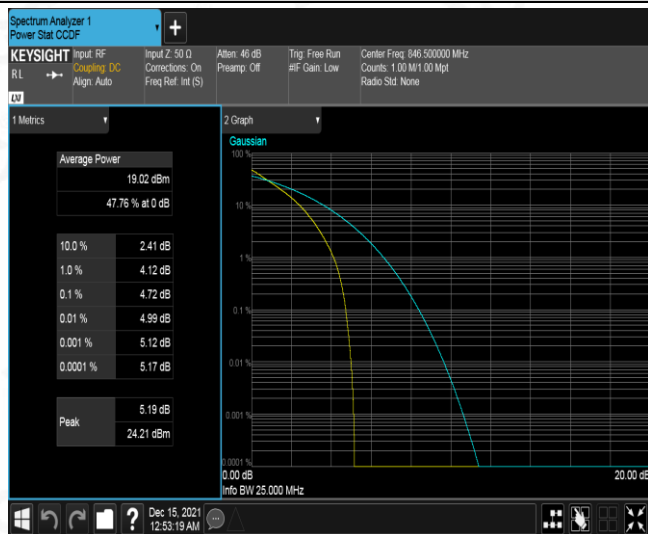 Spectrum Analyzer 1
Power Stat CCDF
+
KEYSIGHT
RL
LXI
Input: RF
Coupling: DC
Align: Auto
Input Z: 50 Ω
Corrections: On
Freq Ref: Int (S)
Atten: 46 dB
Preamp: Off
Trig: Free Run
#IF Gain: Low
Center Freq: 846.500000 MHz
Counts: 1.00 M/1.00 Mpt
Radio Std: None
1 Metrics
Average Power
19.02 dBm
47.76 % at 0 dB
10.0 % 2.41 dB
1.0 % 4.12 dB
0.1 % 4.72 dB
0.01 % 4.99 dB
0.001 % 5.12 dB
0.0001 % 5.17 dB
Peak
5.19 dB
24.21 dBm
2 Graph
Gaussian
100 %
10 %
1 %
0.1 %
0.01 %
0.001 %
0.0001 %
0.00 dB
20.00 dB
Info BW 25.000 MHz
?
Dec 15, 2021
12:53:19 AM